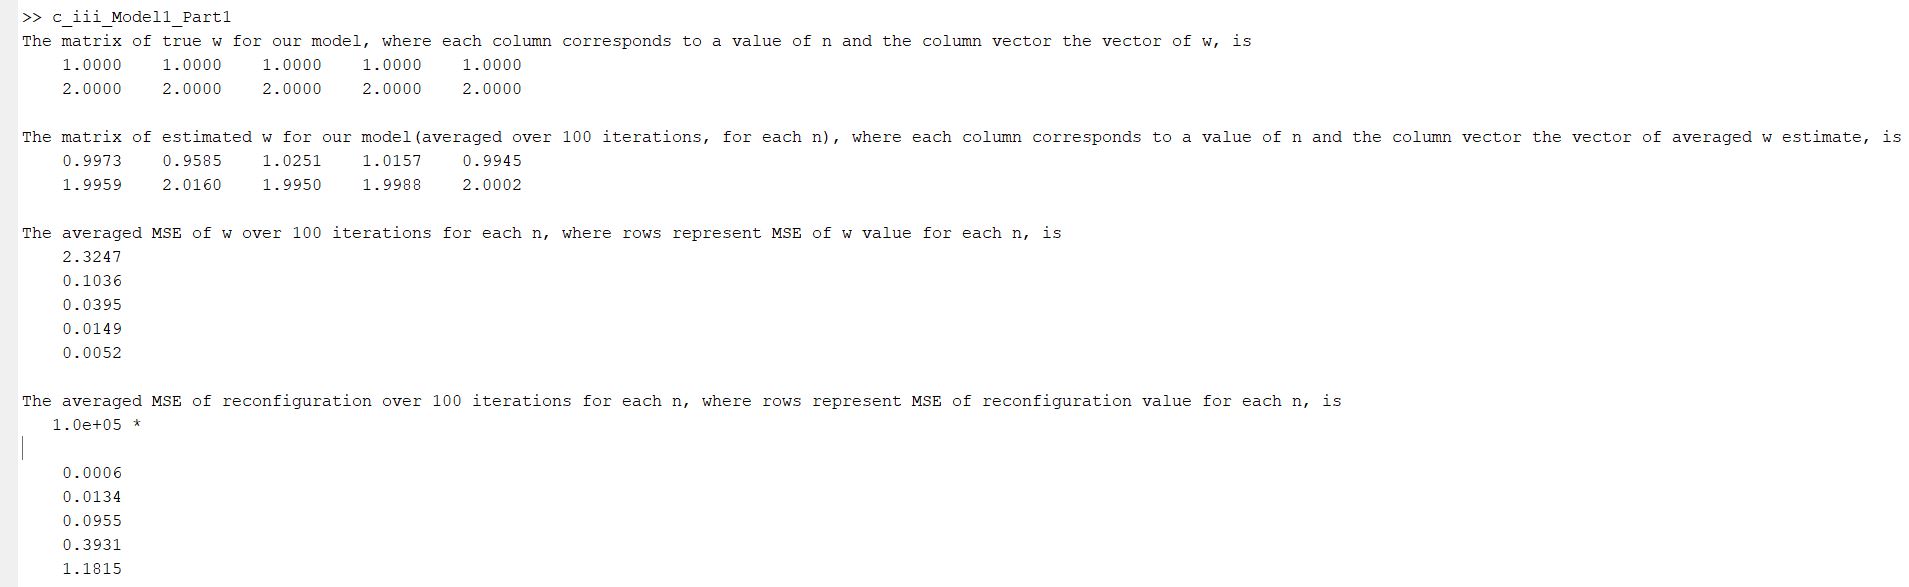 >> c_iii_Model1_Part1
The matrix of true w for our model, where each column corresponds to a value of n and the column vector the vector of w, is
1.0000 1.0000 1.0000 1.0000 1.0000
2.0000 2.0000 2.0000 2.0000 2.0000
The matrix of estimated w for our model(averaged over 100 iterations, for each n), where each column corresponds to a value of n and the column vector the vector of averaged w estimate, is
0.9973 0.9585 1.0251 1.0157 0.9945
1.9959 2.0160 1.9950 1.9988 2.0002
The averaged MSE of w over 100 iterations for each n, where rows represent MSE of w value for each n, is
2.3247
0.1036
0.0395
0.0149
0.0052
The averaged MSE of reconfiguration over 100 iterations for each n, where rows represent MSE of reconfiguration value for each n, is
1.0e+05 *
0.0006
0.0134
0.0955
0.3931
1.1815